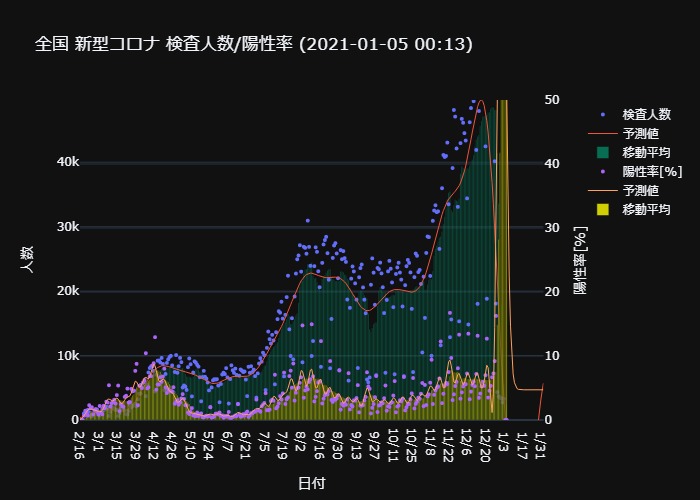 全国 新型コロナ 検査人数/陽性率 (2021-01-05 00:13)
検査人数
予測値
移動平均
陽性率[%]
予測値
移動平均
人数
40k
30k
20k
10k
0
50
40
30
20
10
0
陽性率[%]
2/16
3/1
3/15
3/29
4/12
4/26
5/10
5/24
6/7
6/21
7/5
7/19
8/2
8/16
8/30
9/13
9/27
10/11
10/25
11/8
11/22
12/6
12/20
1/3
1/17
1/31
日付